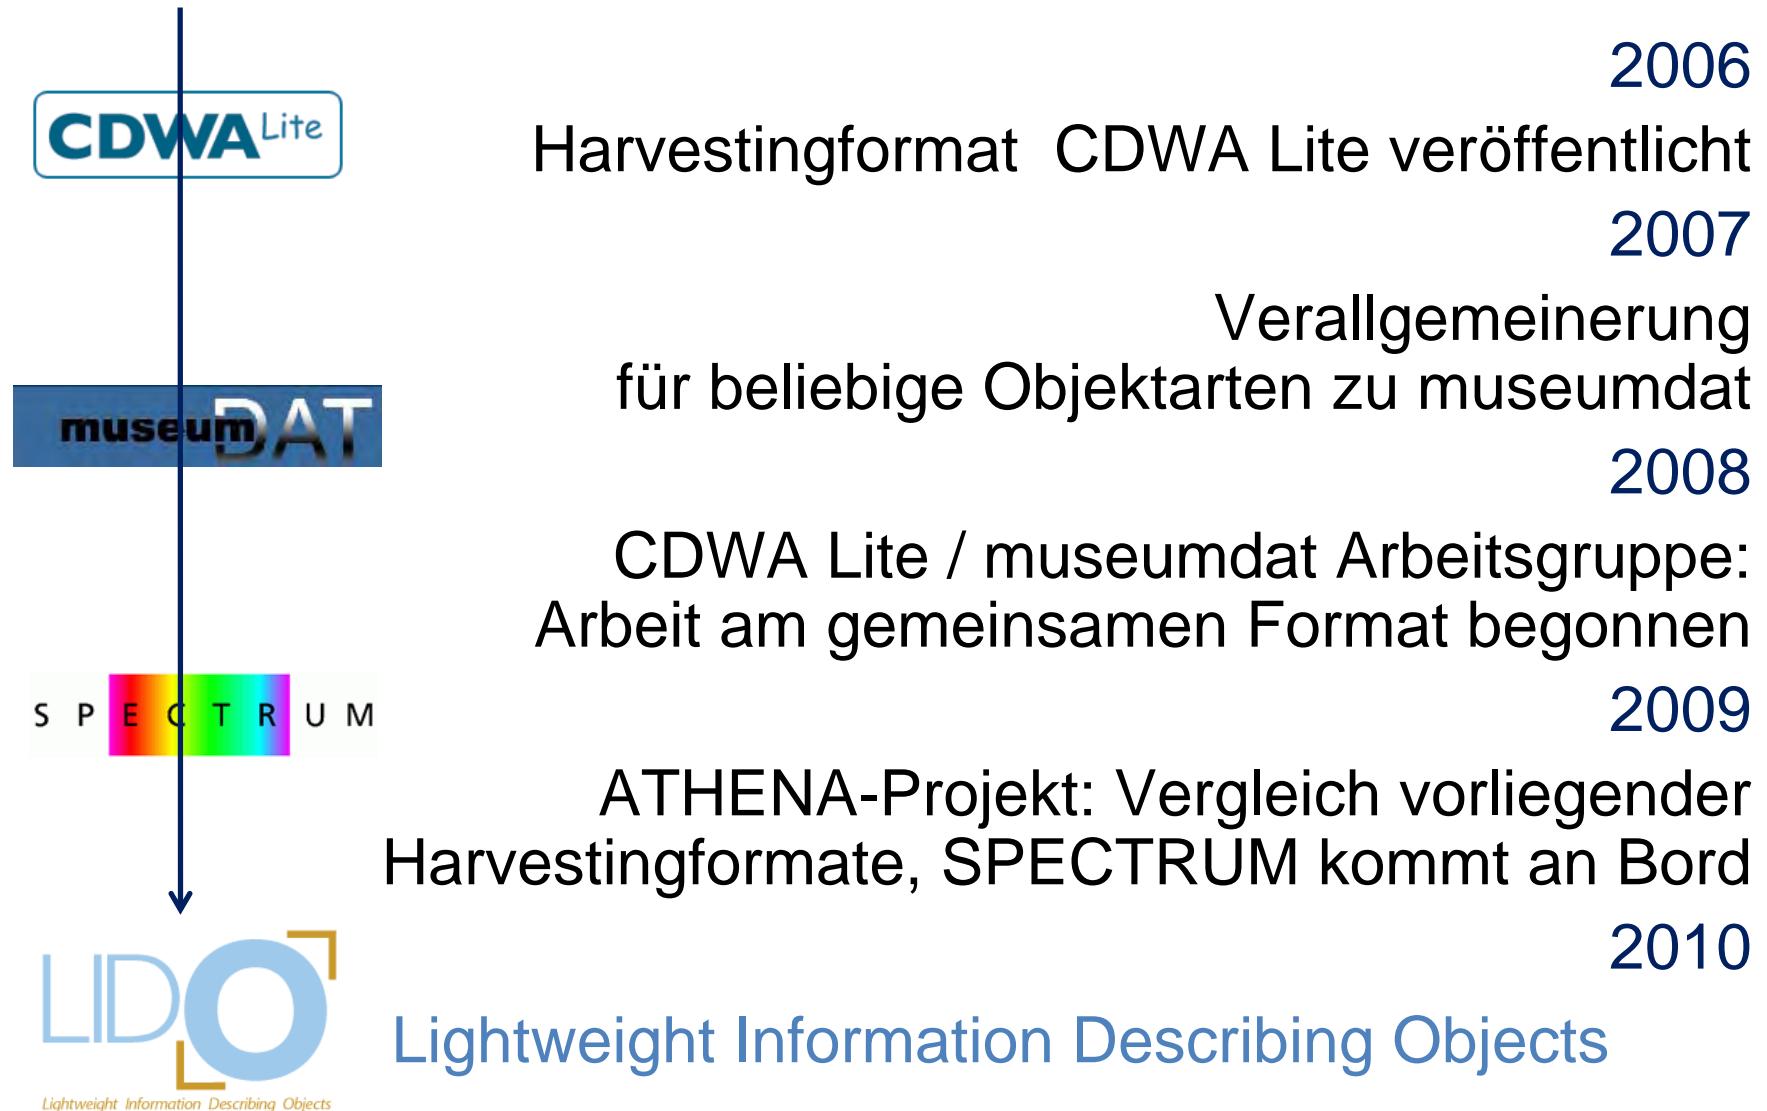 2006
CDWA Lite
Harvestingformat CDWA Lite veröffentlicht
2007
Verallgemeinerung
für beliebige Objektarten zu museumdat
museumDAT
2008
CDWA Lite / museumdat Arbeitsgruppe:
Arbeit am gemeinsamen Format begonnen
SPECTRUM
2009
ATHENA-Projekt: Vergleich vorliegender
Harvestingformate, SPECTRUM kommt an Bord
2010
LIDO
Lightweight Information Describing Objects
Lightweight Information Describing Objects